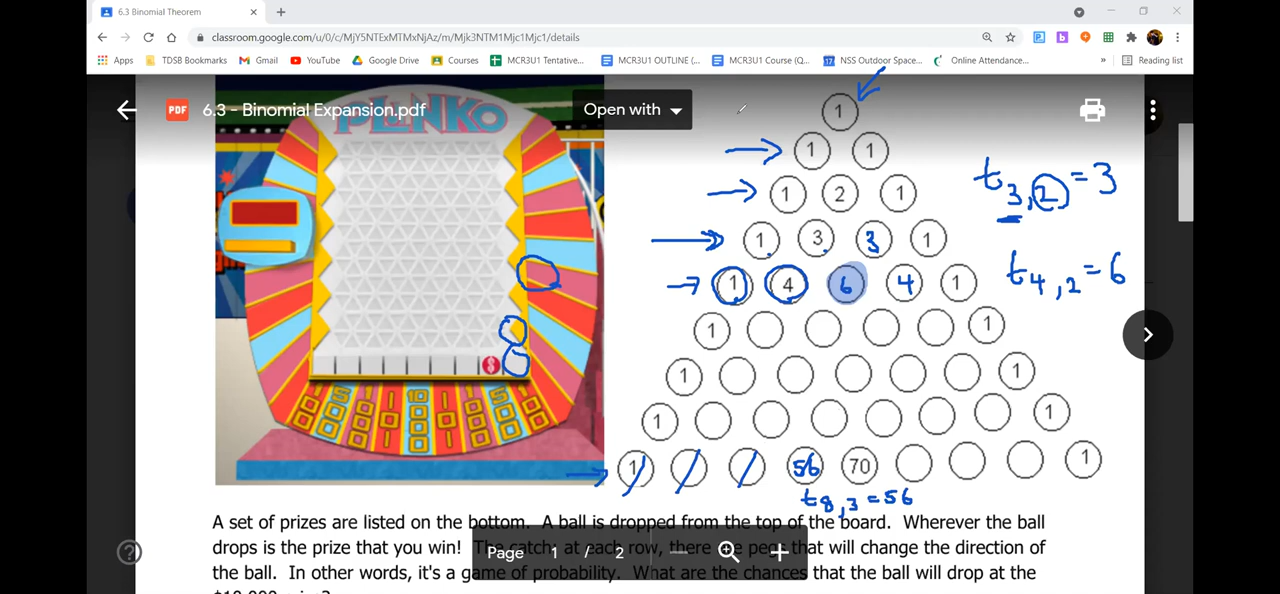 6.3 Binomial Theorem
classroom.google.com/u/0/c/MjY5NTExMTMxNjAz/m/Mjk3NTM1Mjc1Mjc1/details
Apps TDSB Bookmarks Gmail YouTube Google Drive Courses MCR3U1 Tentative... MCR3U1 OUTLINE (... MCR3U1 Course (Q... NSS Outdoor Space... Online Attendance... » Reading list
PDF 6.3 - Binomial Expansion.pdf Open with
PLINKO
1
1 1
1 2 1
t3,2 = 3
1 3 3 1
1 4 6 4 1
t4,2 = 6
1 1
1 1
1 1
1 56 70 1
t8,3 = 56
A set of prizes are listed on the bottom. A ball is dropped from the top of the board. Wherever the ball
drops is the prize that you win! The catch: at each row, there are pegs that will change the direction of
the ball. In other words, it's a game of probability. What are the chances that the ball will drop at the
$10,000 prize?
Page 1 / 2